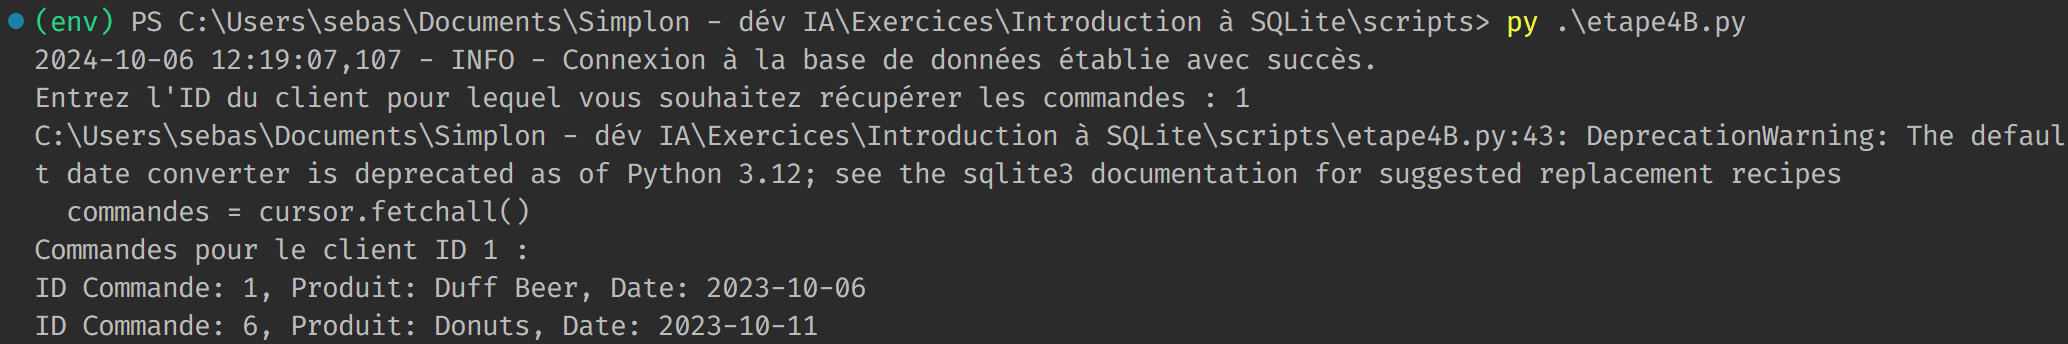 (env) PS C:\Users\sebas\Documents\Simplon - dév IA\Exercices\Introduction à SQLite\scripts> py .\etape4B.py
2024-10-06 12:19:07,107 - INFO - Connexion à la base de données établie avec succès.
Entrez l'ID du client pour lequel vous souhaitez récupérer les commandes : 1
C:\Users\sebas\Documents\Simplon - dév IA\Exercices\Introduction à SQLite\scripts\etape4B.py:43: DeprecationWarning: The defaul
t date converter is deprecated as of Python 3.12; see the sqlite3 documentation for suggested replacement recipes
  commandes = cursor.fetchall()
Commandes pour le client ID 1 :
ID Commande: 1, Produit: Duff Beer, Date: 2023-10-06
ID Commande: 6, Produit: Donuts, Date: 2023-10-11